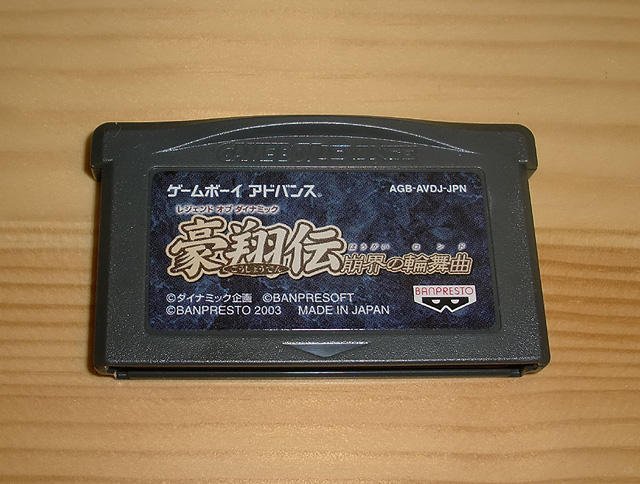 GAME BOY ADVANCE
ゲームボーイ アドバンス® AGB-AVDJ-JPN
レジェンド オブ ダイナミック
豪翔伝 崩界の輪舞曲
ごうしょうでん ほうかい ロンド
©ダイナミック企画 ©BANPRESOFT
©BANPRESTO 2003 MADE IN JAPAN
BANPRESTO